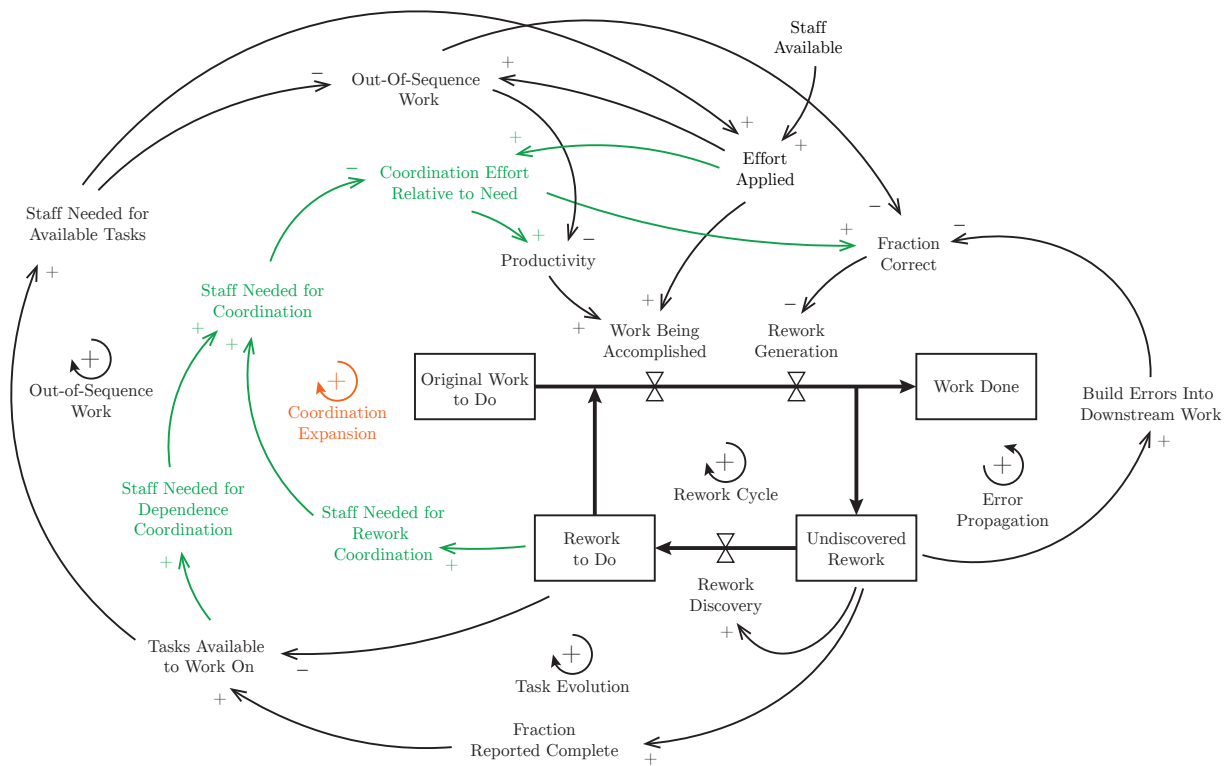 Staff
Available
Out-Of-Sequence
Work
−
+
+
+
Effort
Applied
+
Coordination Effort
Relative to Need
−
Staff Needed for
Available Tasks
+
−
Productivity
−
+
−
Fraction
Correct
+
Staff Needed for
Coordination
+
+
+
+
−
Work Being
Accomplished
Rework
Generation
+
Out-of-Sequence
Work
+
Coordination
Expansion
Original Work
to Do
Work Done
Build Errors Into
Downstream Work
+
+
Rework Cycle
+
Error
Propagation
Staff Needed for
Dependence
Coordination
+
Staff Needed for
Rework
Coordination
+
Rework
to Do
Undiscovered
Rework
Rework
Discovery
+
Tasks Available
to Work On
−
+
+
Task Evolution
Fraction
Reported Complete
+